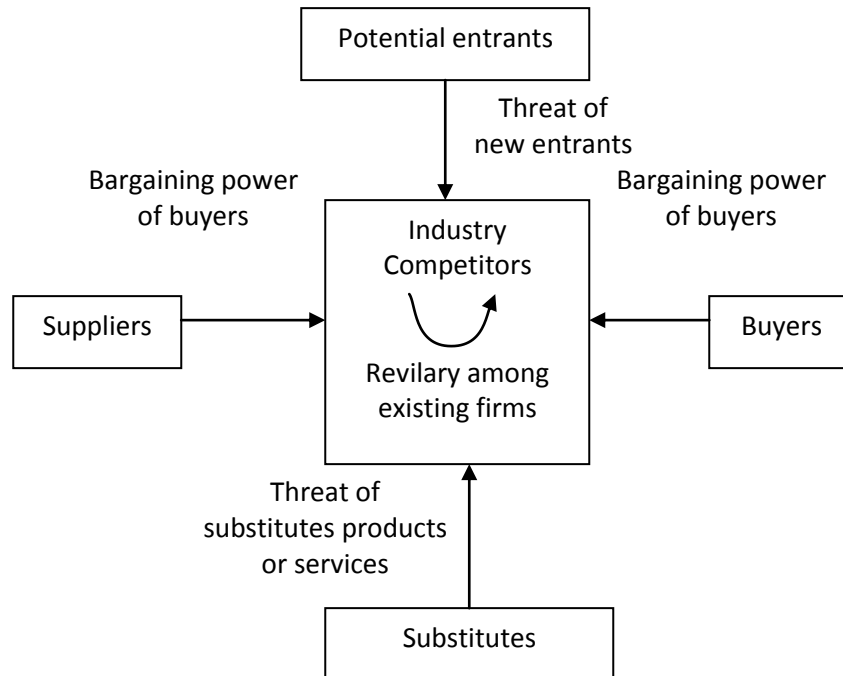 Potential entrants
Threat of
new entrants
Bargaining power
of buyers
Bargaining power
of buyers
Industry
Competitors
Suppliers
Buyers
Revilary among
existing firms
Threat of
substitutes products
or services
Substitutes